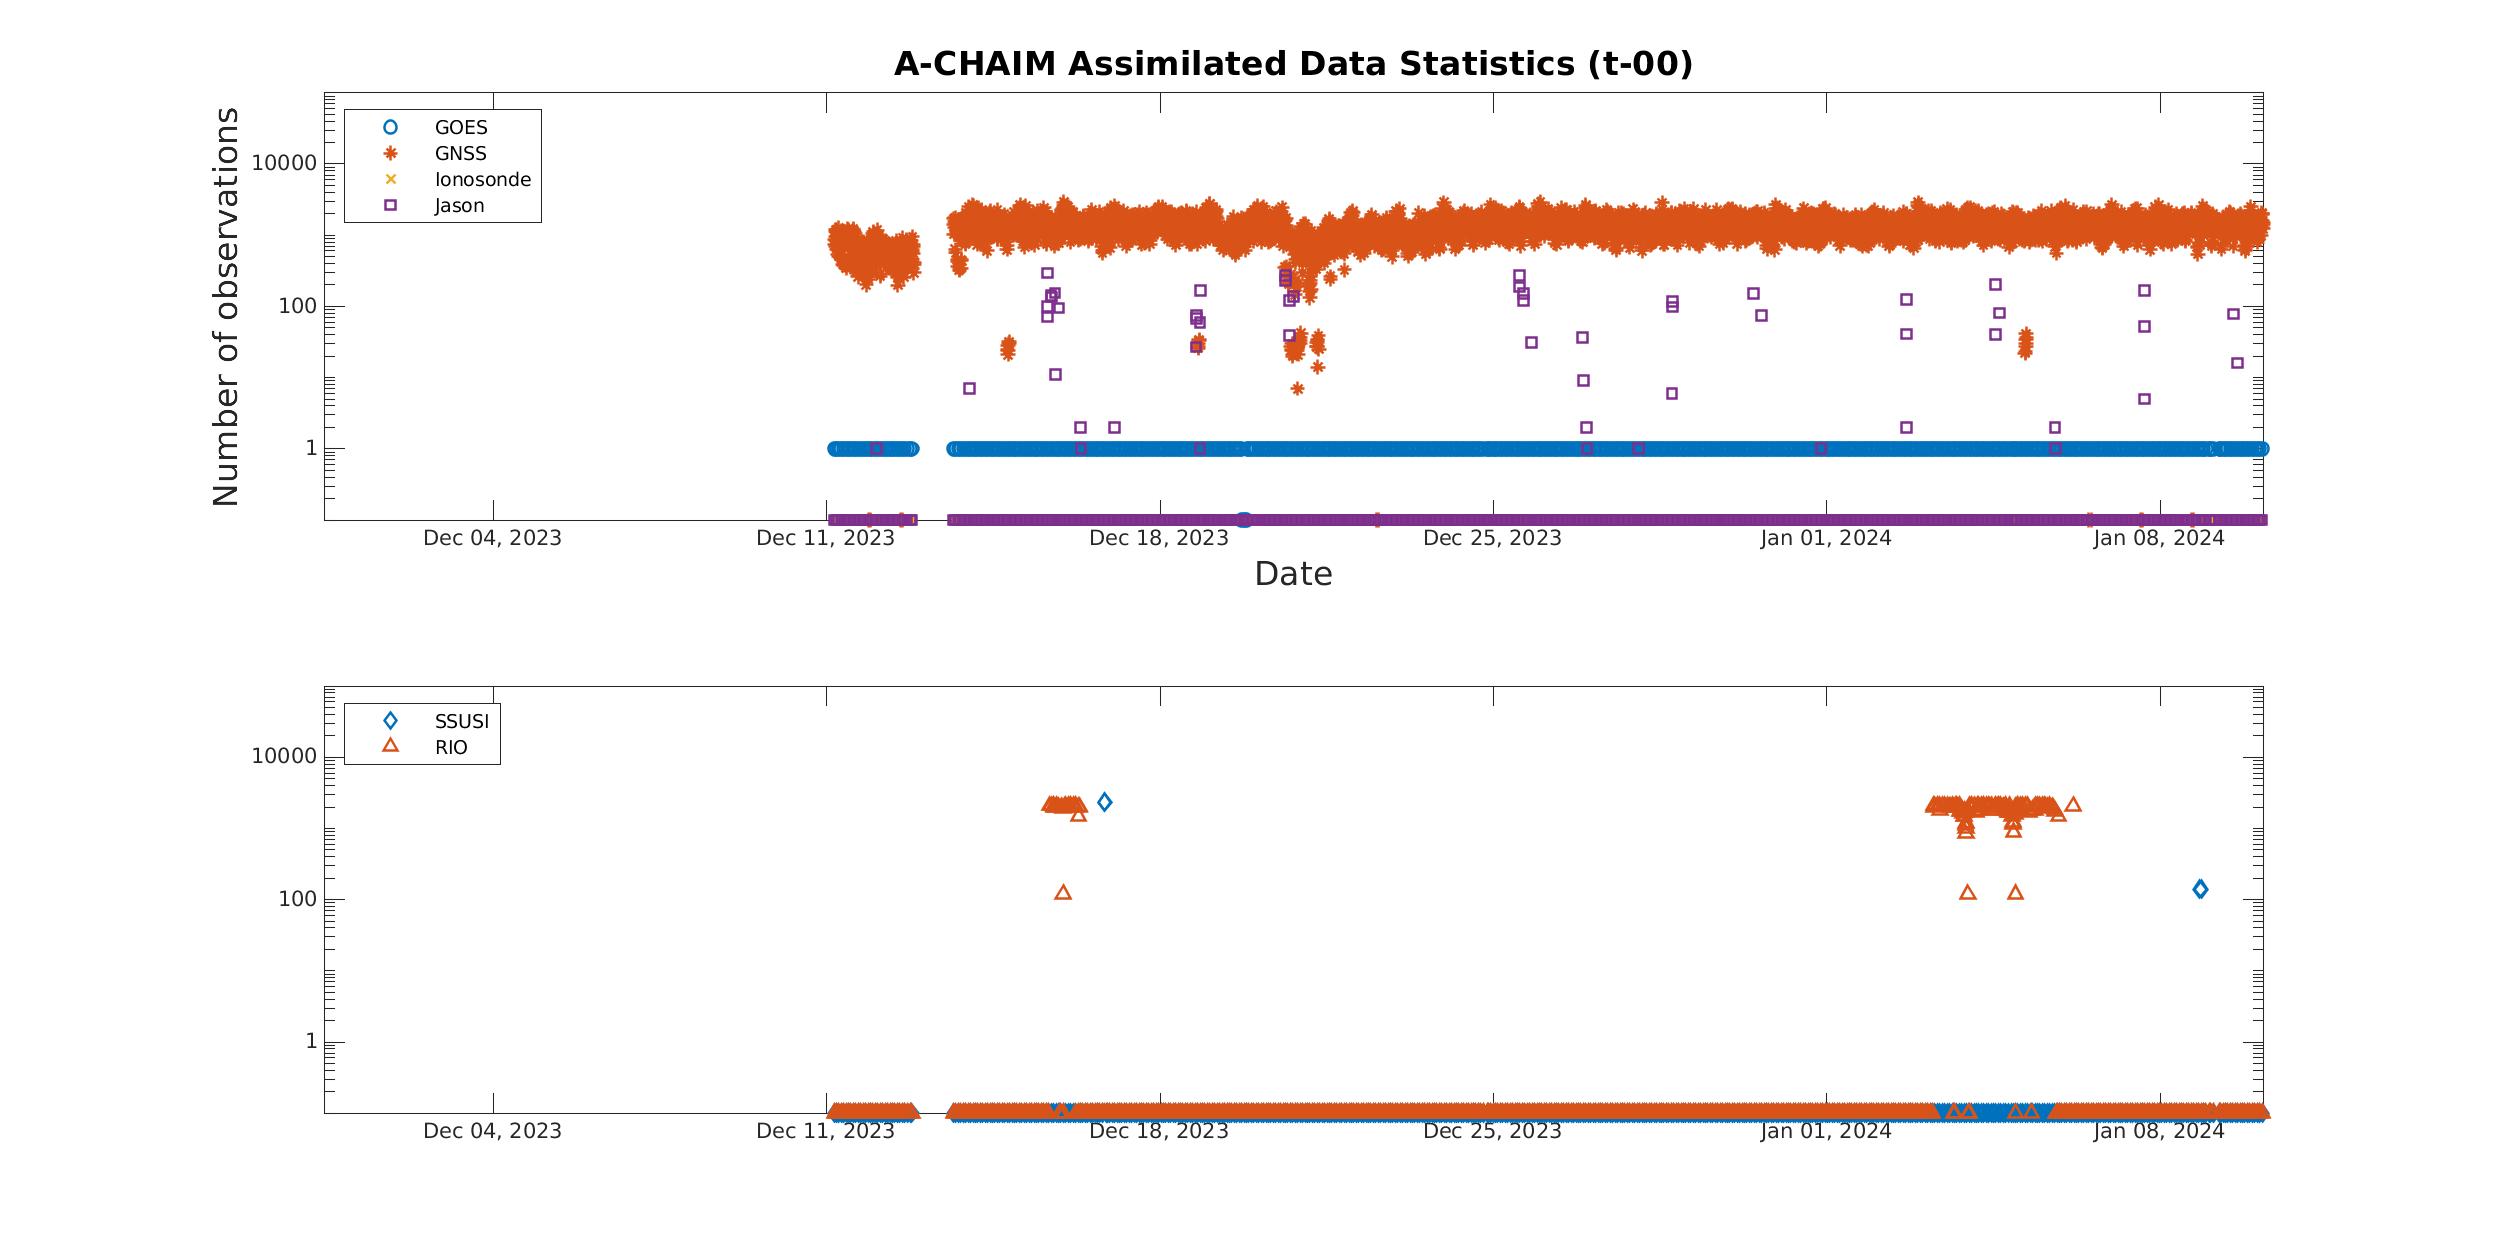 A-CHAIM Assimilated Data Statistics (t-00)
Number of observations
10000
100
1
GOES
GNSS
Ionosonde
Jason
Dec 04, 2023
Dec 11, 2023
Dec 18, 2023
Dec 25, 2023
Jan 01, 2024
Jan 08, 2024
Date
10000
100
1
SSUSI
RIO
Dec 04, 2023
Dec 11, 2023
Dec 18, 2023
Dec 25, 2023
Jan 01, 2024
Jan 08, 2024